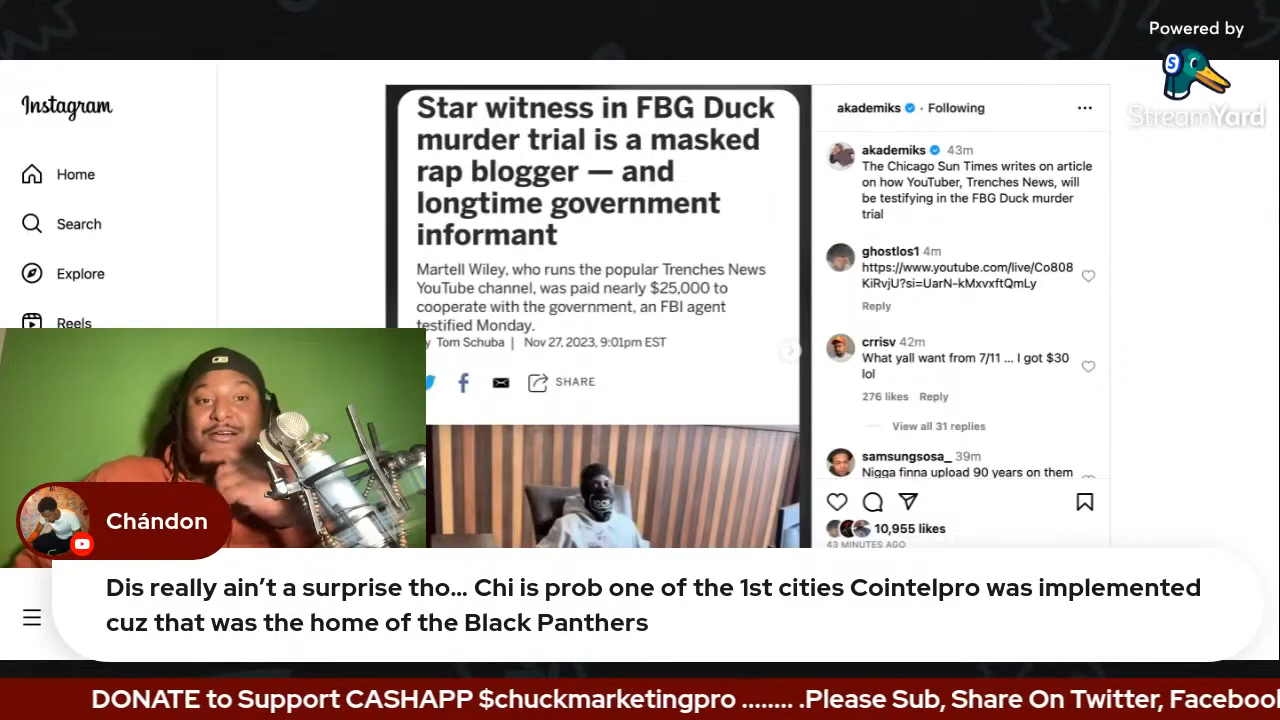 Powered by
StreamYard
Instagram
Home
Search
Explore
Reels
Star witness in FBG Duck
murder trial is a masked
rap blogger — and
longtime government
informant
Martell Wiley, who runs the popular Trenches News
YouTube channel, was paid nearly $25,000 to
cooperate with the government, an FBI agent
testified Monday.
y Tom Schuba | Nov 27, 2023, 9:01pm EST
SHARE
akademiks • Following
akademiks 43m
The Chicago Sun Times writes on article
on how YouTuber, Trenches News, will
be testifying in the FBG Duck murder
trial
ghostlos1 4m
https://www.youtube.com/live/Co808
KiRvjU?si=UarN-kMxvxftQmLy
Reply
crrisv 42m
What yall want from 7/11 ... I got $30
lol
276 likes Reply
View all 31 replies
samsungsosa_ 39m
Nigga finna upload 90 years on them
10,955 likes
43 MINUTES AGO
Chándon
Dis really ain’t a surprise tho... Chi is prob one of the 1st cities Cointelpro was implemented
cuz that was the home of the Black Panthers
DONATE to Support CASHAPP $chuckmarketingpro ........ .Please Sub, Share On Twitter, Facebook